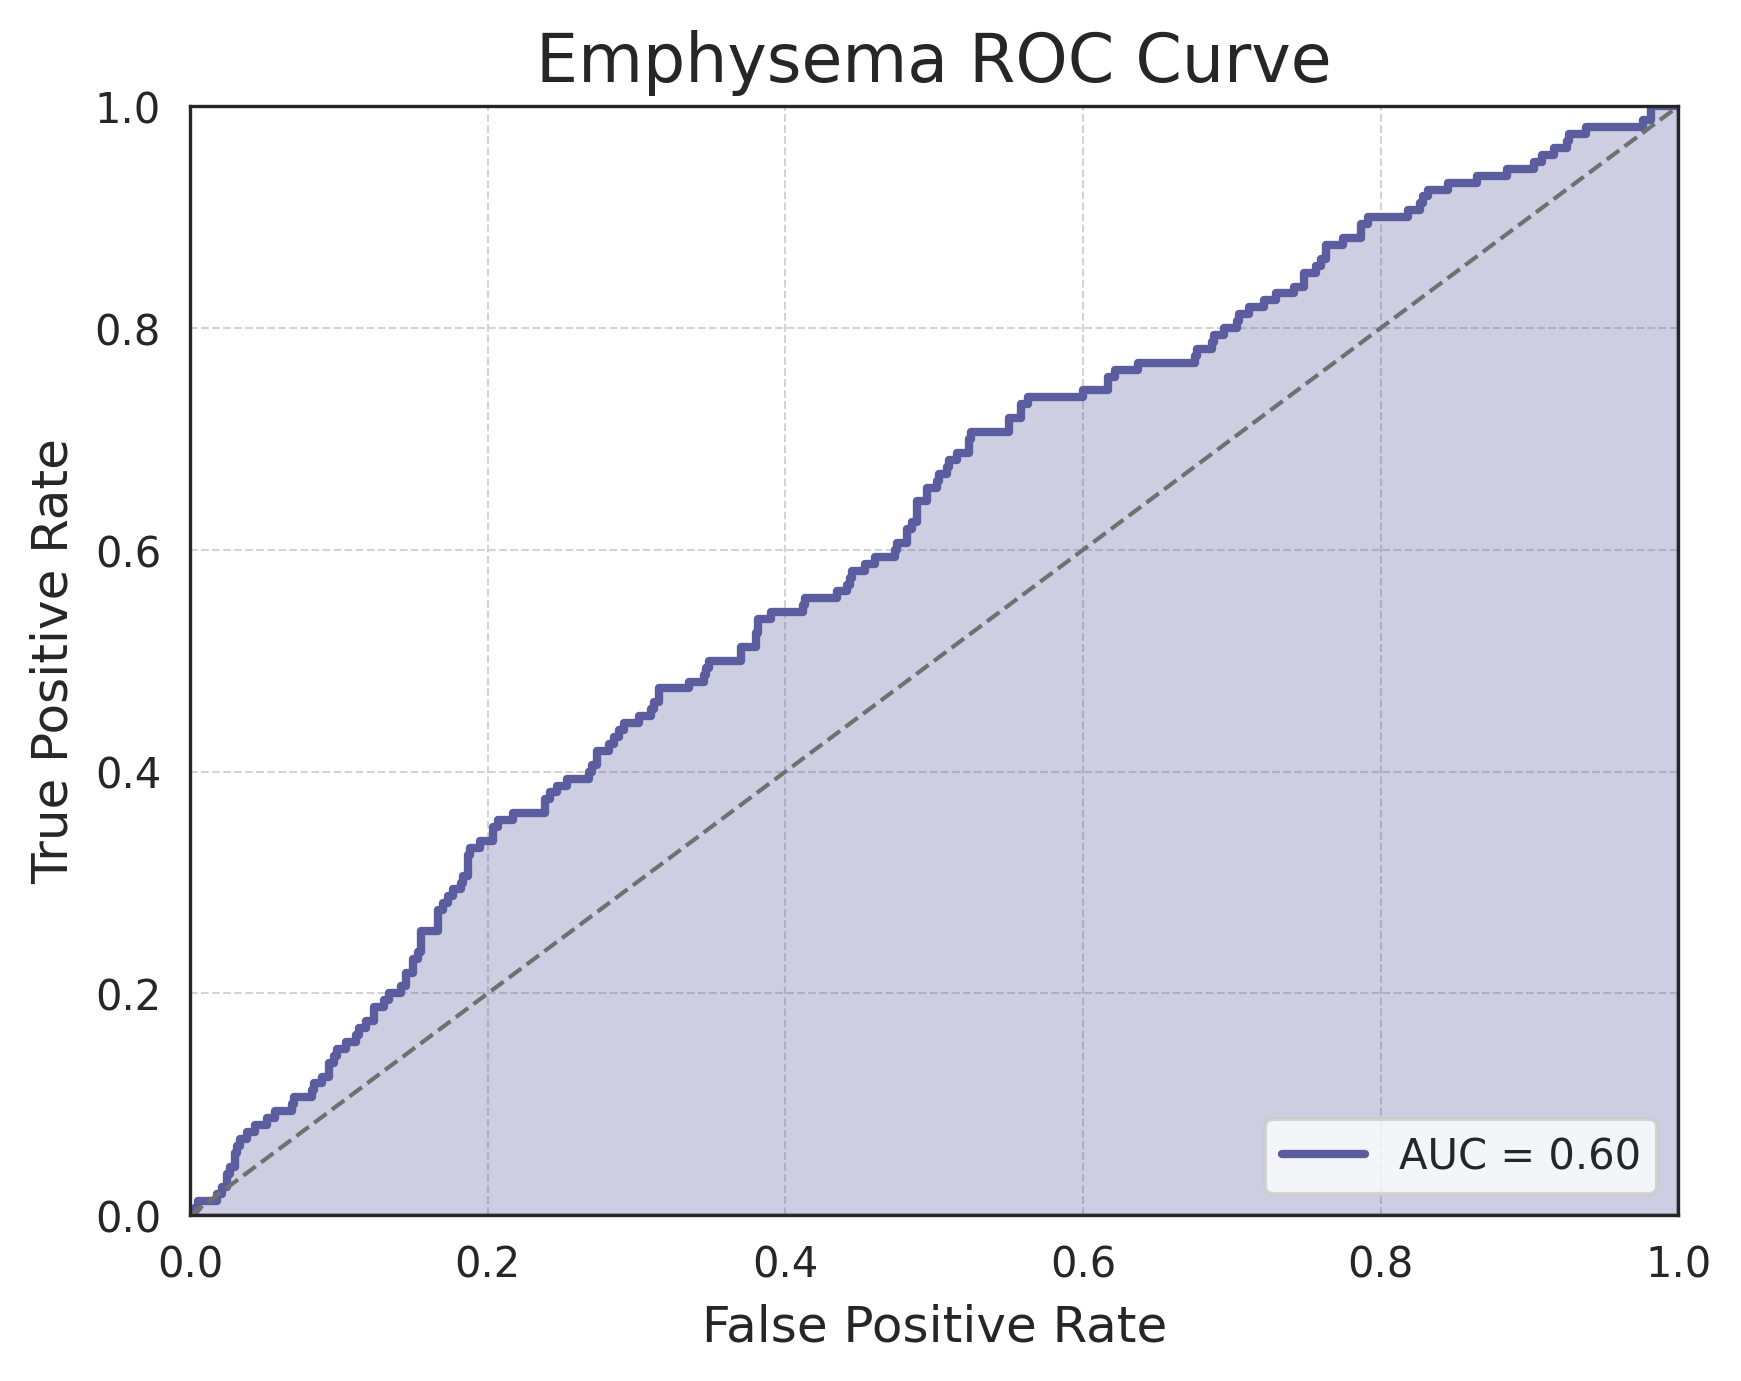 Emphysema ROC Curve
1.0
0.8
0.6
0.4
0.2
0.0
True Positive Rate
AUC = 0.60
0.0 0.2 0.4 0.6 0.8 1.0
False Positive Rate